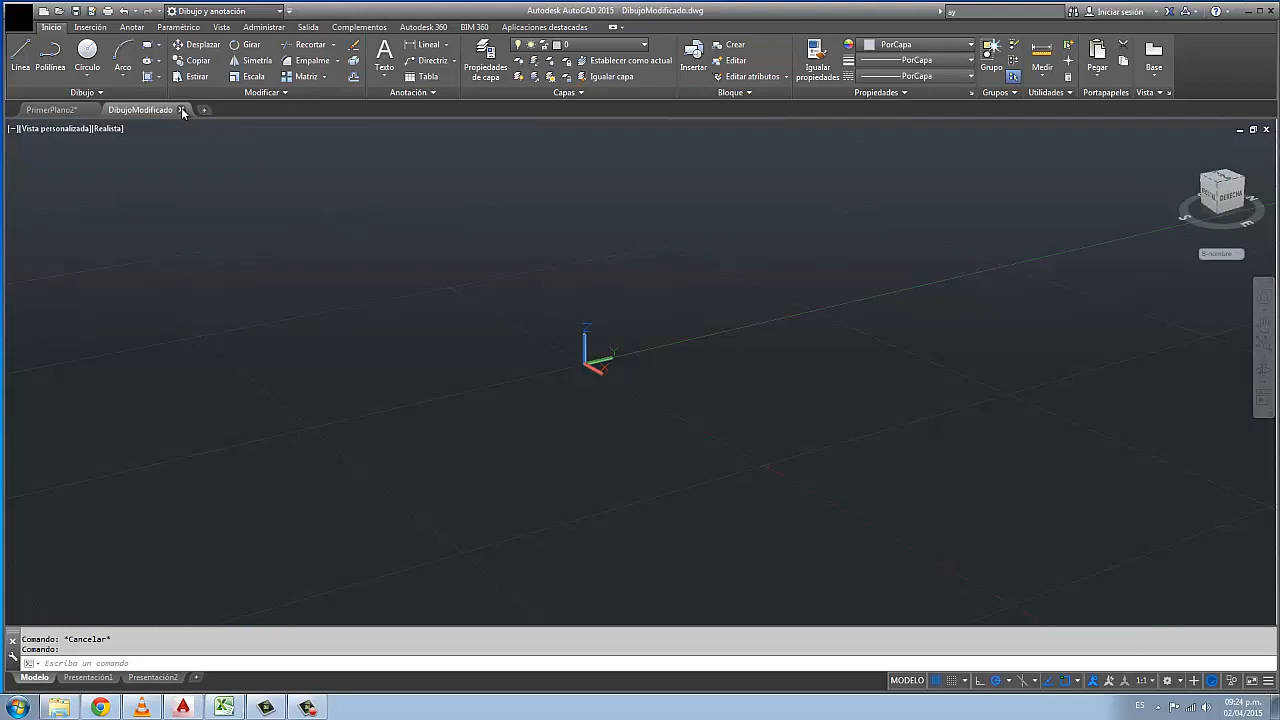 Dibujo y anotación
Autodesk AutoCAD 2015 DibujoModificado.dwg
ay
Iniciar sesión
Inicio Inserción Anotar Paramétrico Vista Administrar Salida Complementos Autodesk 360 BIM 360 Aplicaciones destacadas
Línea Polilínea Círculo Arco
Desplazar Girar Recortar
Copiar Simetría Empalme
Estirar Escala Matriz
Texto
Lineal
Directriz
Tabla
Propiedades de capa
0
Establecer como actual
Igualar capa
Insertar
Crear
Editar
Editar atributos
Igualar propiedades
PorCapa
PorCapa
PorCapa
Grupo
Medir
Pegar
Base
Dibujo Modificar Anotación Capas Bloque Propiedades Grupos Utilidades Portapapeles Vista
PrimerPlano2* DibujoModificado
[−][Vista personalizada][Realista]
DERECHA
S E N
S-nombre
Z
Y
X
Comando: *Cancelar*
Comando:
Escriba un comando
Modelo Presentación1 Presentación2 +
MODELO
1:1
ES
09:24 p.m.
02/04/2015